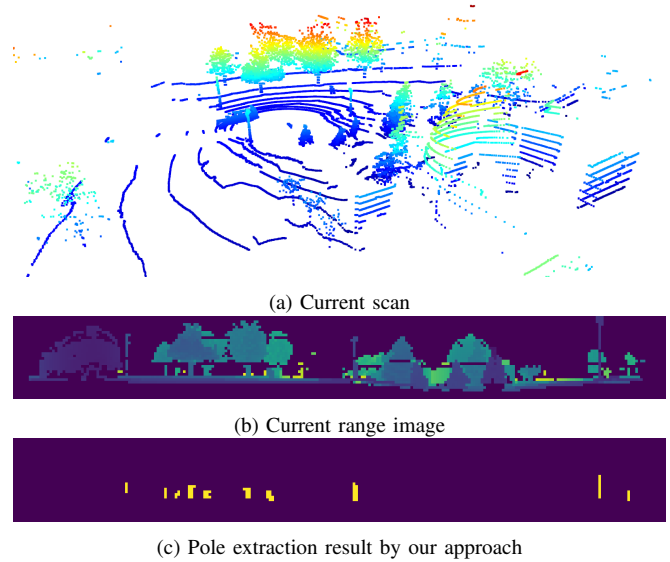 (a) Current scan
(b) Current range image
(c) Pole extraction result by our approach